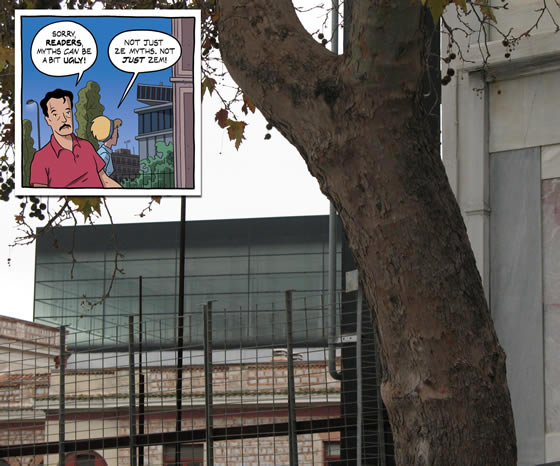 SORRY,
READERS,
MYTHS CAN BE
A BIT UGLY!
NOT JUST
ZE MYTHS. NOT
JUST ZEM!